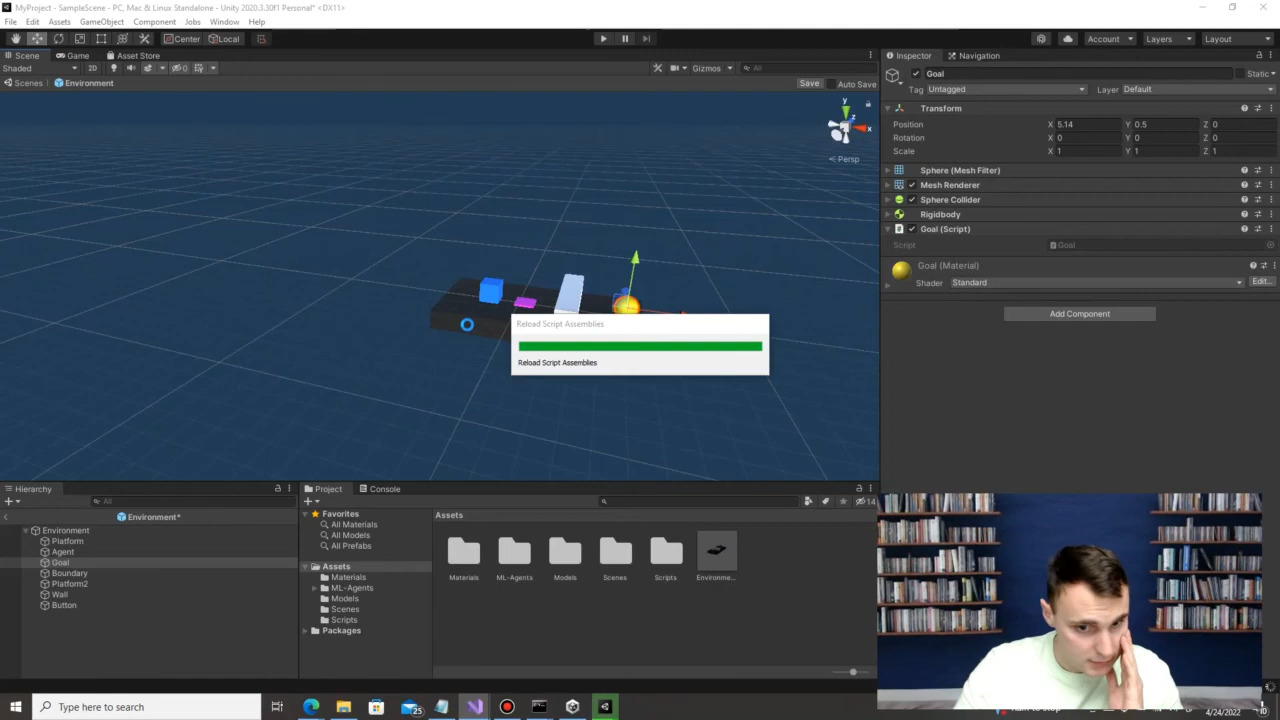 MyProject - SampleScene - PC, Mac & Linux Standalone - Unity 2020.3.30f1 Personal* <DX11>
File Edit Assets GameObject Component Jobs Window Help
Center Local Account Layers Layout
Scene Game Asset Store
Shaded 2D 0 Gizmos All
Scenes Environment Save Auto Save
y
z
x
< Persp
Inspector Navigation
Goal Static
Tag Untagged Layer Default
Transform
Position X 5.14 Y 0.5 Z 0
Rotation X 0 Y 0 Z 0
Scale X 1 Y 1 Z 1
Sphere (Mesh Filter)
Mesh Renderer
Sphere Collider
Rigidbody
Goal (Script)
Script Goal
Goal (Material)
Shader Standard Edit...
Add Component
Reload Script Assemblies
Reload Script Assemblies
Hierarchy
All
Environment*
Environment
Platform
Agent
Goal
Boundary
Platform2
Wall
Button
Project Console
14
Favorites
All Materials
All Models
All Prefabs
Assets
Materials
ML-Agents
Models
Scenes
Scripts
Packages
Assets
Materials ML-Agents Models Scenes Scripts Environme...
Type here to search
25
4/24/2022